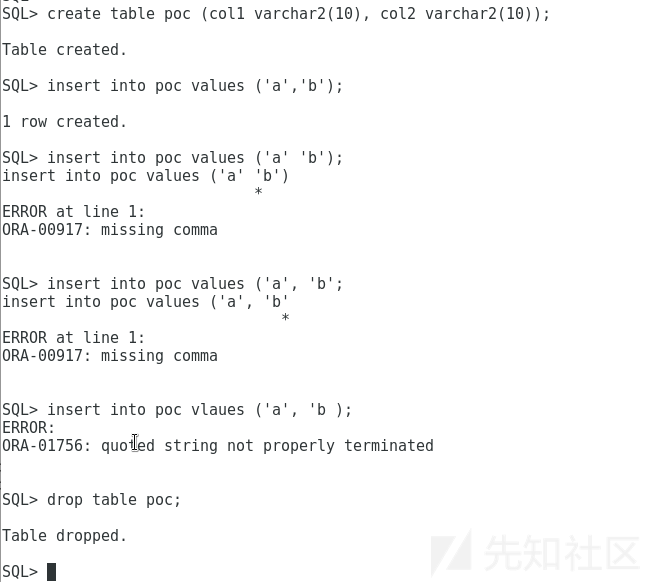 SQL> create table poc (col1 varchar2(10), col2 varchar2(10));
Table created.
SQL> insert into poc values ('a','b');
1 row created.
SQL> insert into poc values ('a' 'b');
insert into poc values ('a' 'b')
*
ERROR at line 1:
ORA-00917: missing comma
SQL> insert into poc values ('a', 'b';
insert into poc values ('a', 'b'
*
ERROR at line 1:
ORA-00917: missing comma
SQL> insert into poc vlaues ('a', 'b );
ERROR:
ORA-01756: quoted string not properly terminated
SQL> drop table poc;
Table dropped.
SQL>
先知社区